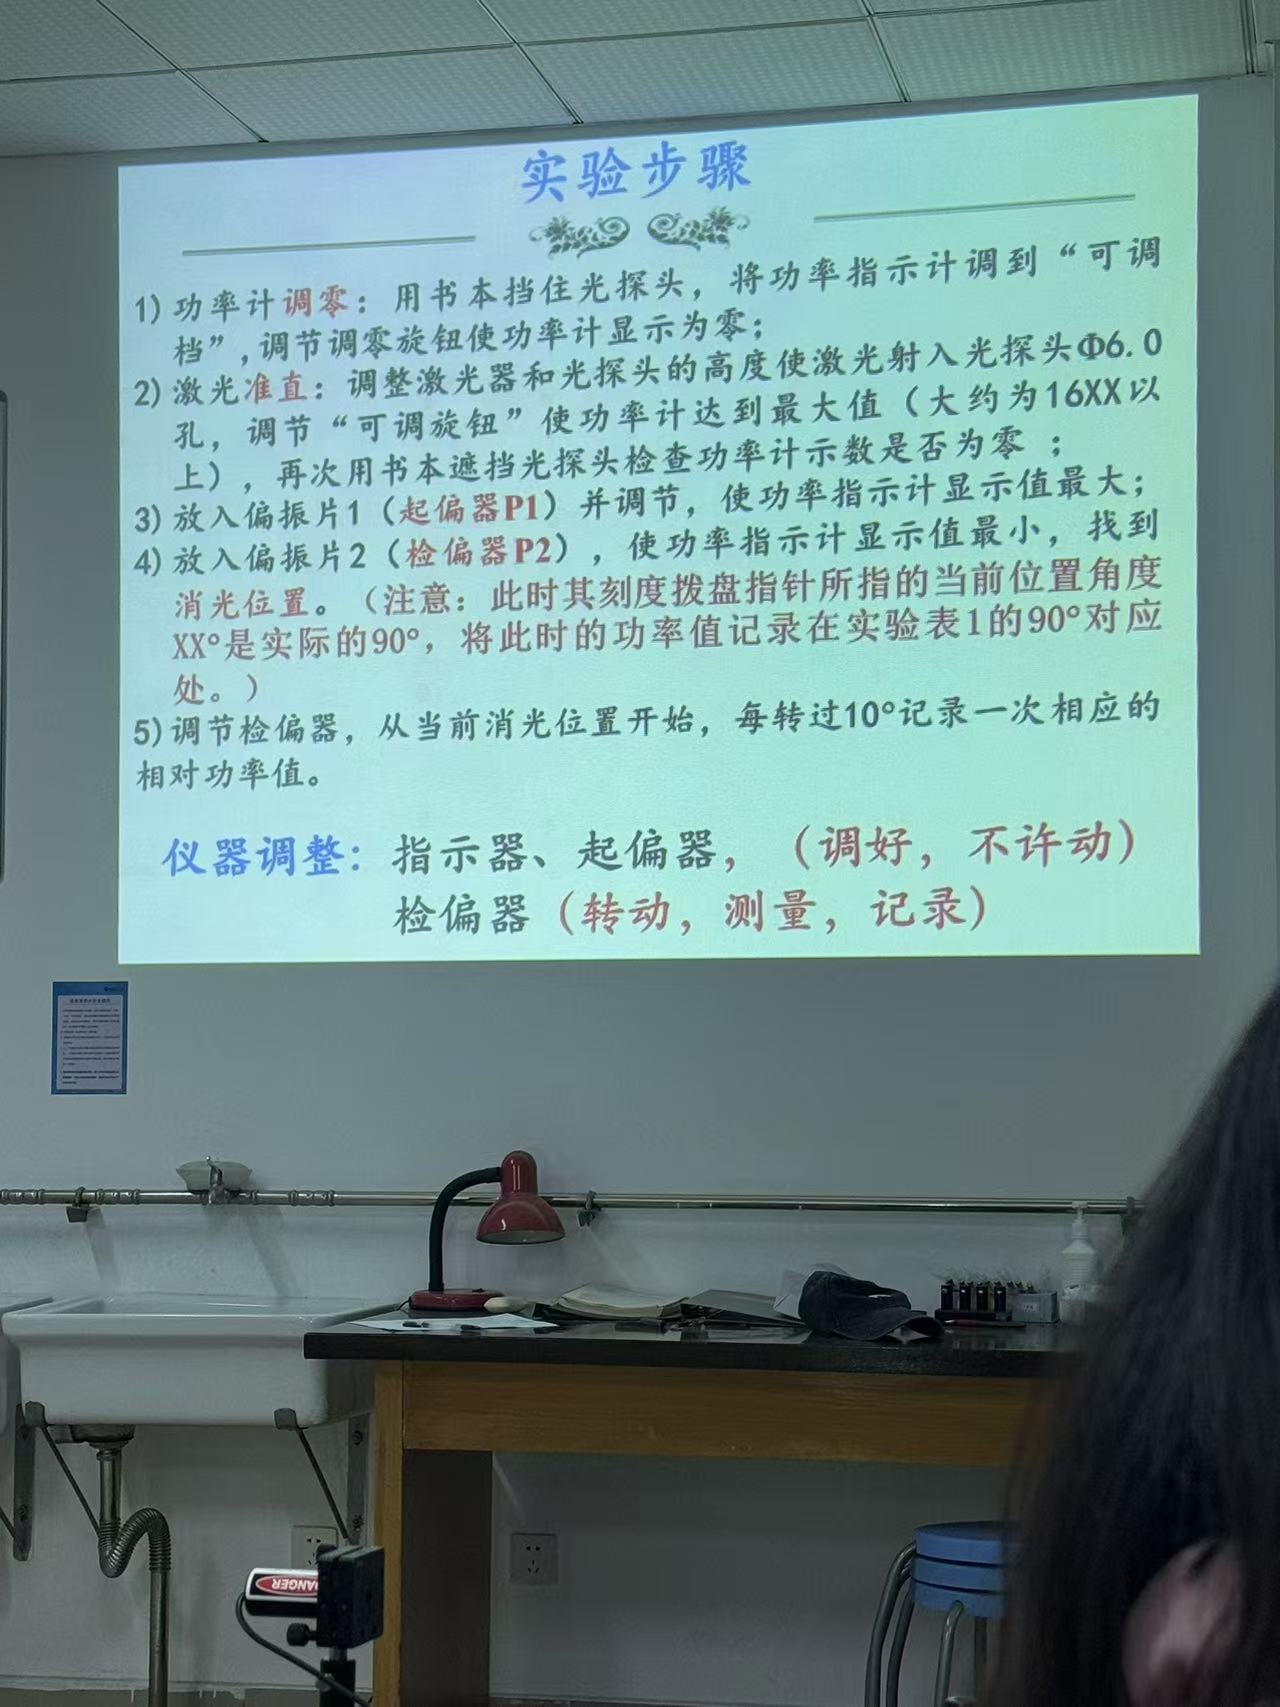 实验步骤
1) 功率计调零：用书本挡住光探头，将功率指示计调到“可调
档”,调节调零旋钮使功率计显示为零；
2) 激光准直：调整激光器和光探头的高度使激光射入光探头Φ6.0
孔，调节“可调旋钮”使功率计达到最大值（大约为16XX以
上），再次用书本遮挡光探头检查功率计示数是否为零；
3) 放入偏振片1（起偏器P1）并调节，使功率指示计显示值最大；
4) 放入偏振片2（检偏器P2），使功率指示计显示值最小，找到
消光位置。（注意：此时其刻度拨盘指针所指的当前位置角度
XX°是实际的90°，将此时的功率值记录在实验表1的90°对应
处。）
5) 调节检偏器，从当前消光位置开始，每转过10°记录一次相应的
相对功率值。
仪器调整：指示器、起偏器，（调好，不许动）
检偏器（转动，测量，记录）
DANGER